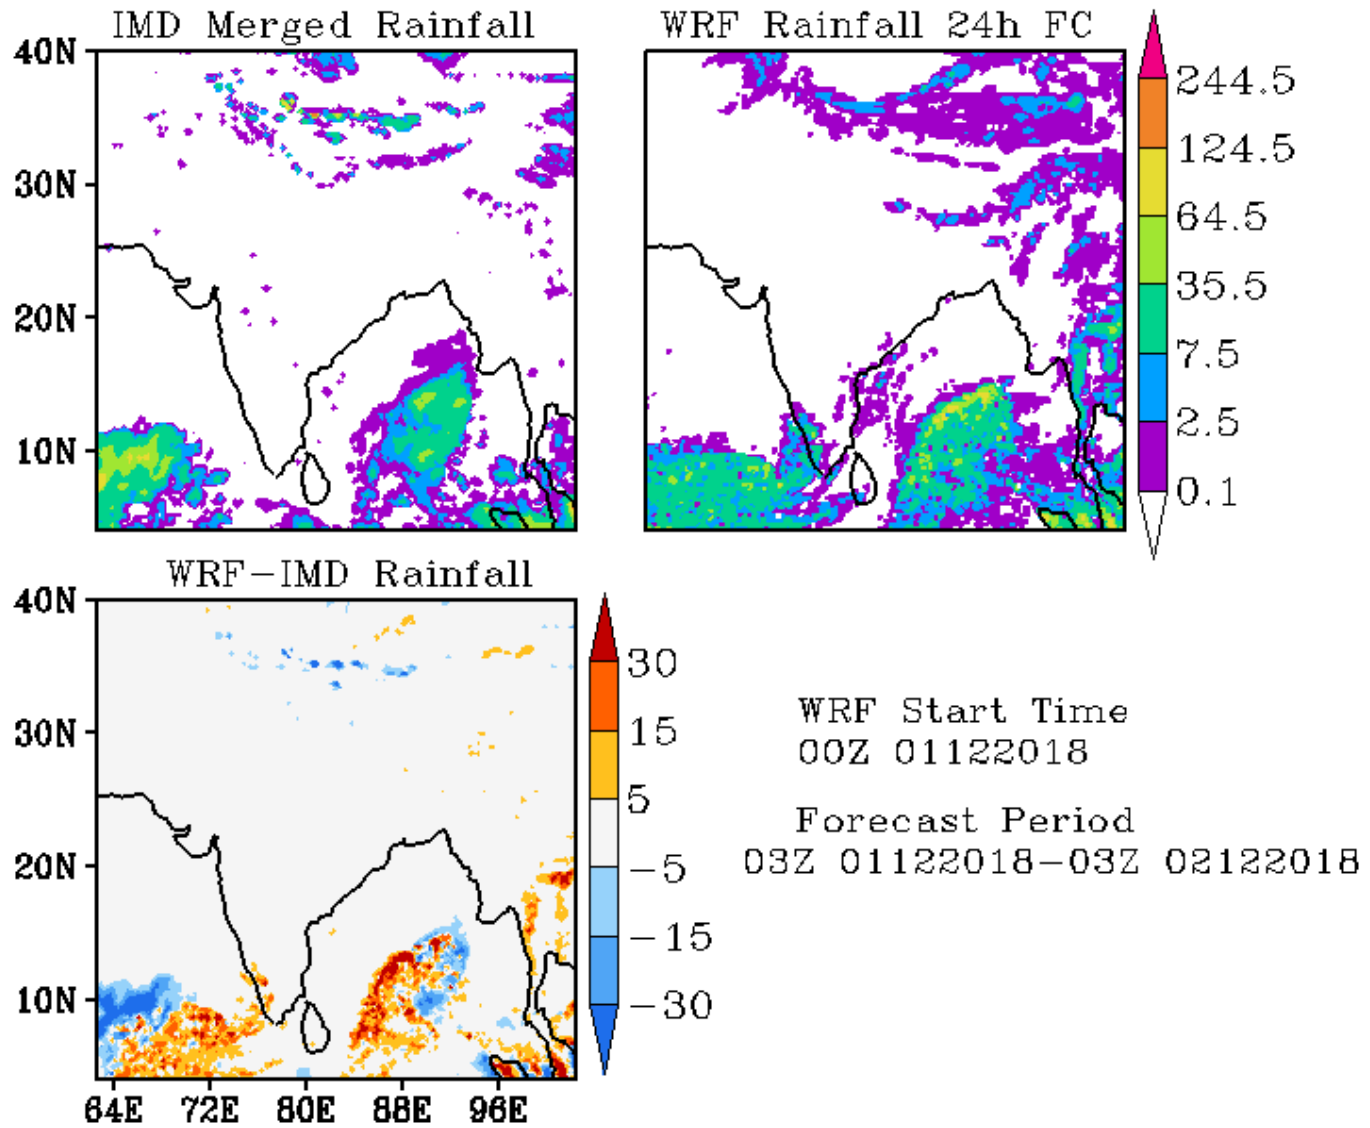 IMD Merged Rainfall
40N
30N
20N
10N
WRF Rainfall 24h FC
244.5
124.5
64.5
35.5
7.5
2.5
0.1
WRF-IMD Rainfall
40N
30N
20N
10N
64E 72E 80E 88E 96E
30
15
5
-5
-15
-30
WRF Start Time
00Z 01122018
Forecast Period
03Z 01122018-03Z 02122018